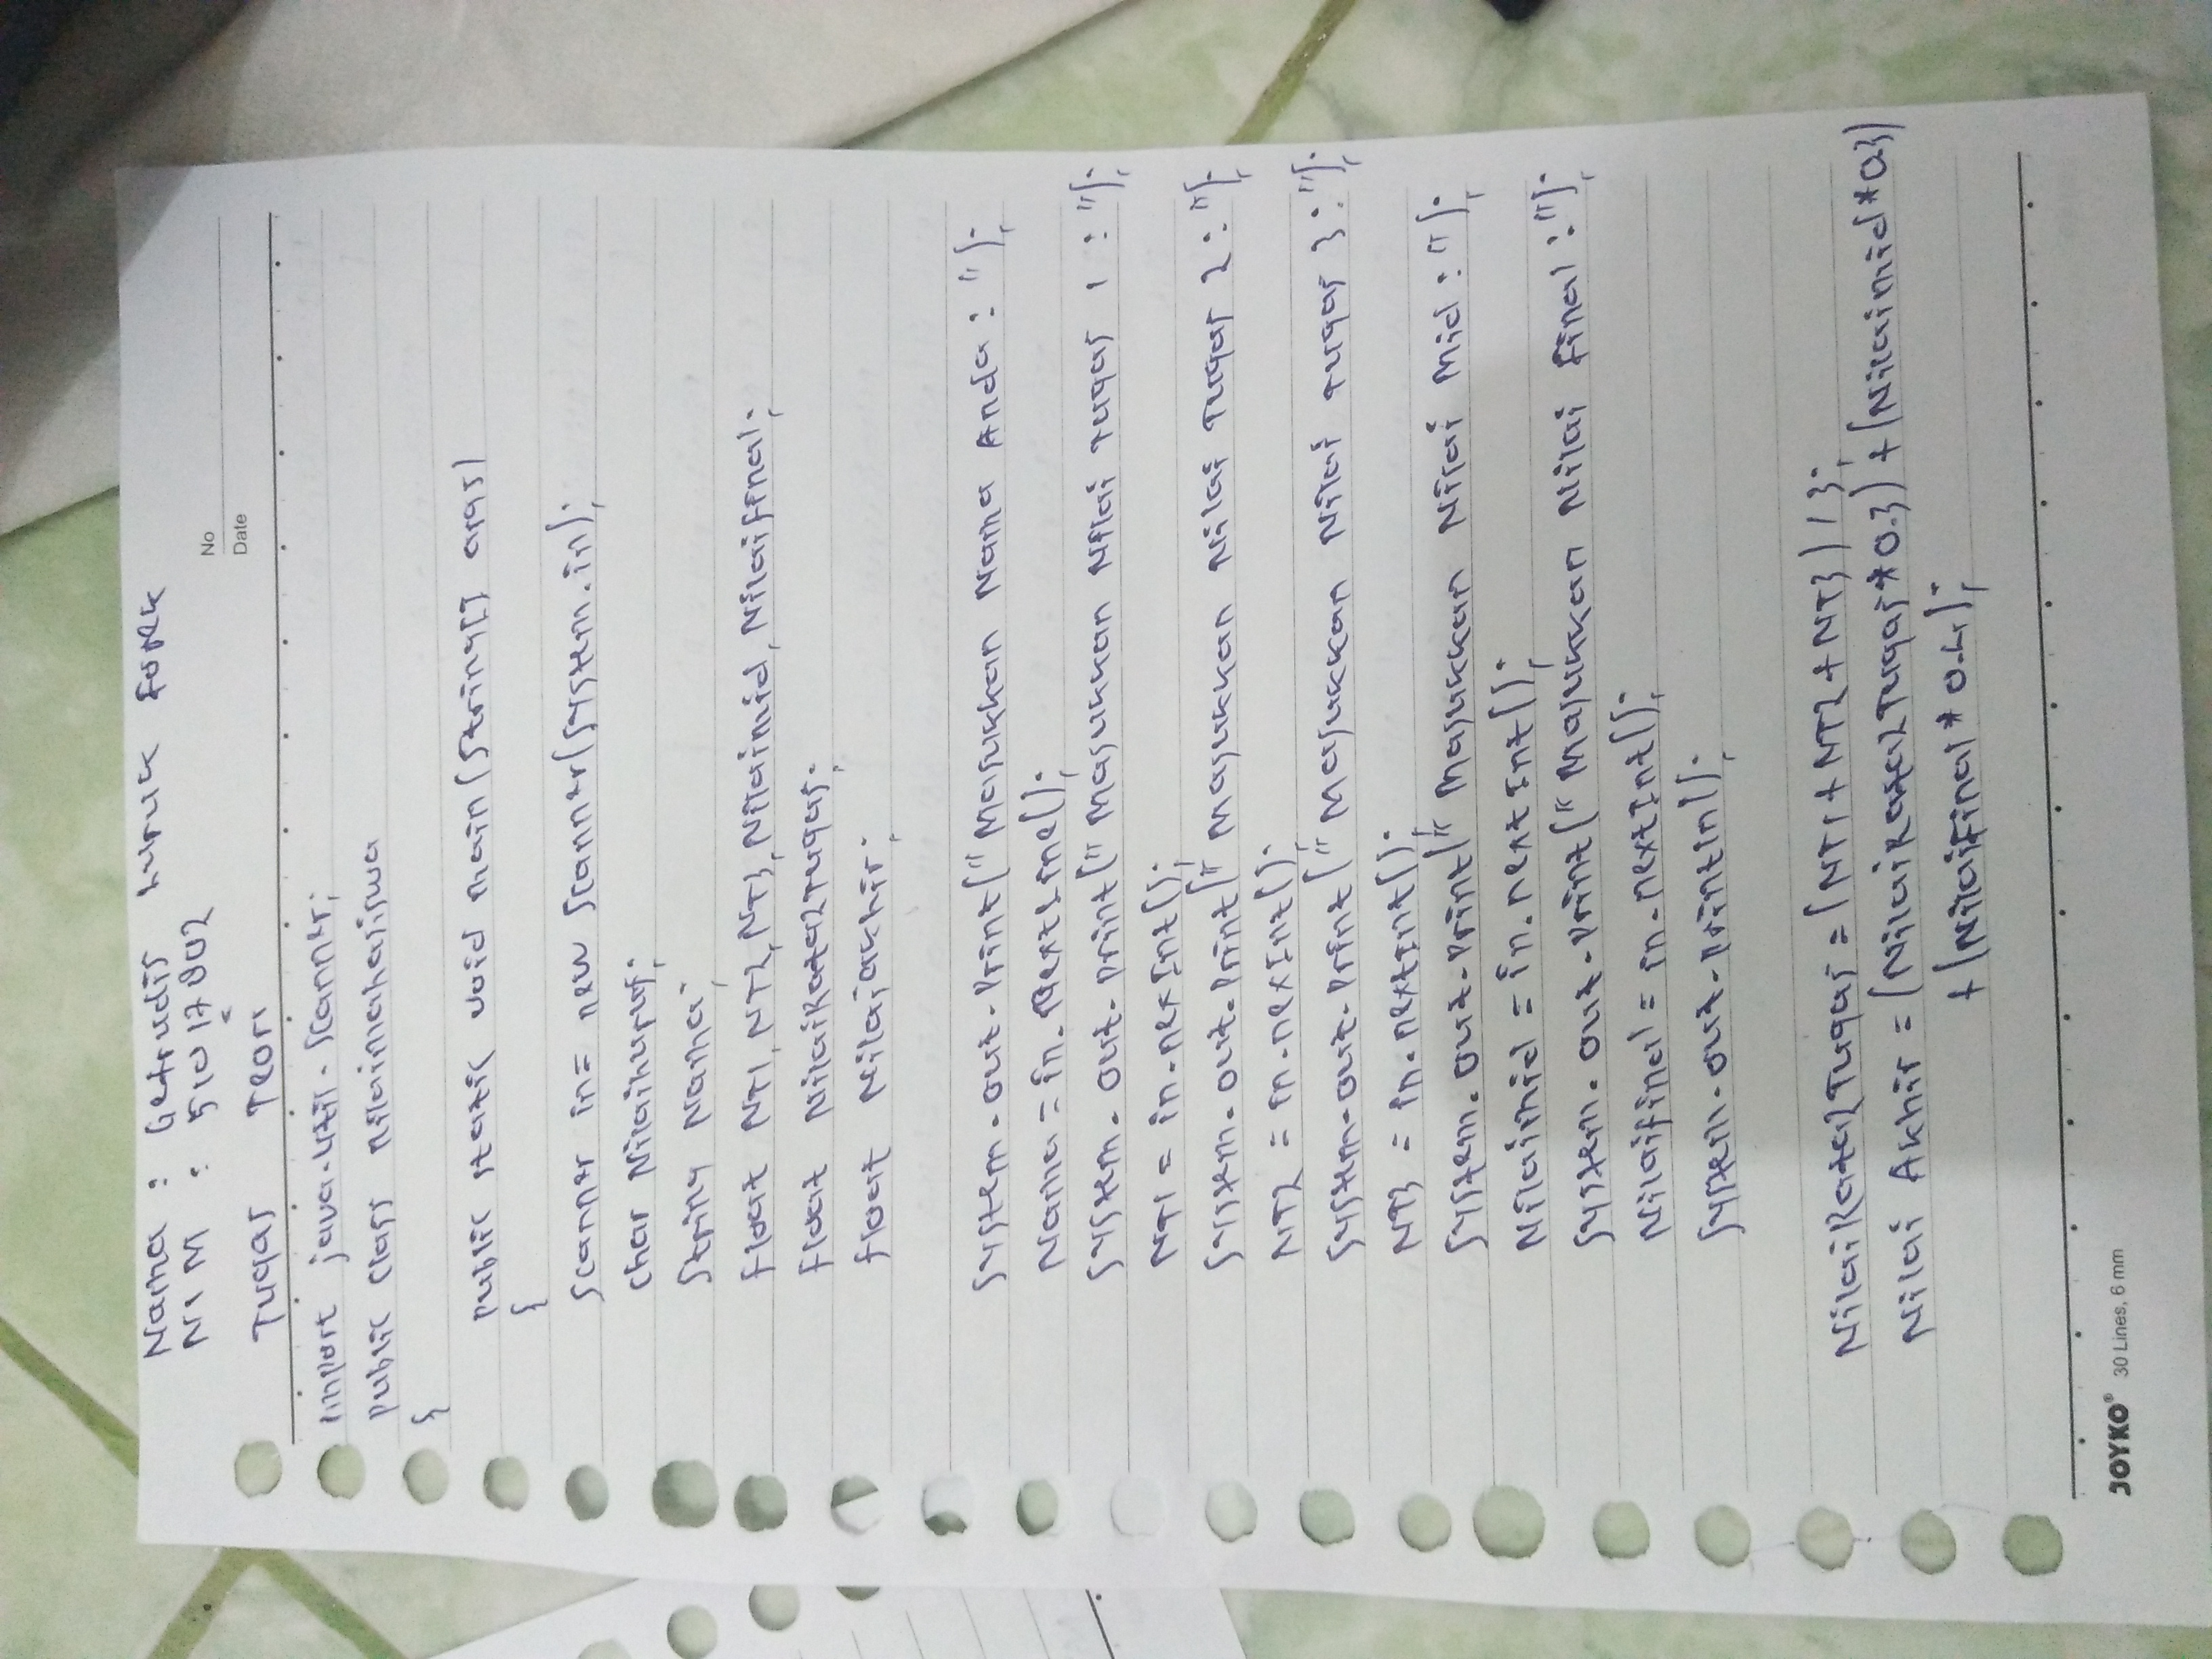 Nama : Getrudis Luruk Fork
NIM : 51017002
No
Date
Tugas Teori
import java.util.Scanner;
public class nilaimahasiswa
{
public static void main(String[] args)
{
Scanner in = new Scanner(System.in);
char Nilaihuruf;
String Nama;
float NT1, NT2, NT3, Nilaimid, Nilaifinal;
float NilaiRata2Tugas;
float Nilaiakhir;
System.out.print("Masukkan Nama Anda : ");
Nama = in.nextLine();
System.out.print("Masukkan Nilai tugas 1 : ");
NT1 = in.nextInt();
System.out.print("Masukkan Nilai Tugas 2 : ");
NT2 = in.nextInt();
System.out.print("Masukkan Nilai tugas 3 : ");
NT3 = in.nextInt();
System.out.print("Masukkan Nilai Mid : ");
Nilaimid = in.nextInt();
System.out.print("Masukkan Nilai final : ");
Nilaifinal = in.nextInt();
System.out.println();
NilaiRata2Tugas = (NT1 + NT2 + NT3) / 3;
Nilai Akhir = (NilaiRata2Tugas * 0.3) + (Nilaimid * 0.3)
+ (Nilaifinal * 0.4);
JOYKO® 30 Lines, 6 mm